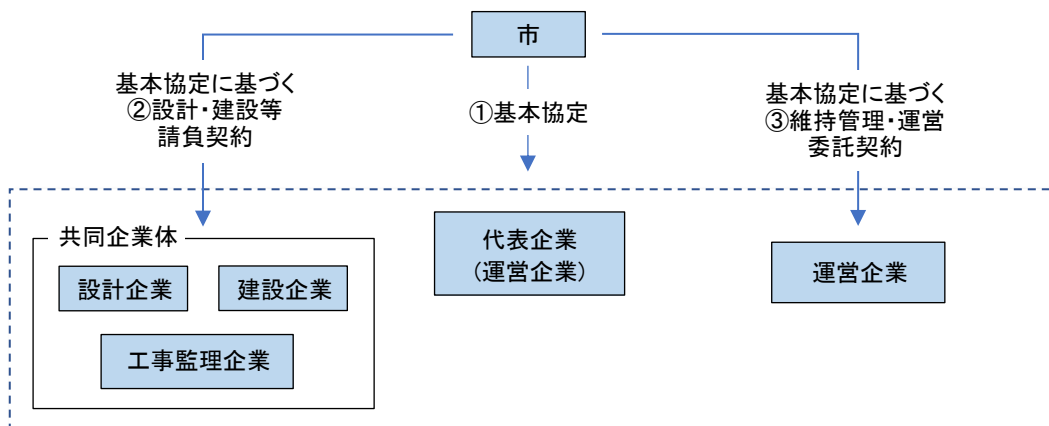 市
基本協定に基づく
②設計・建設等
請負契約
①基本協定
基本協定に基づく
③維持管理・運営
委託契約
共同企業体
設計企業
建設企業
工事監理企業
代表企業
(運営企業)
運営企業